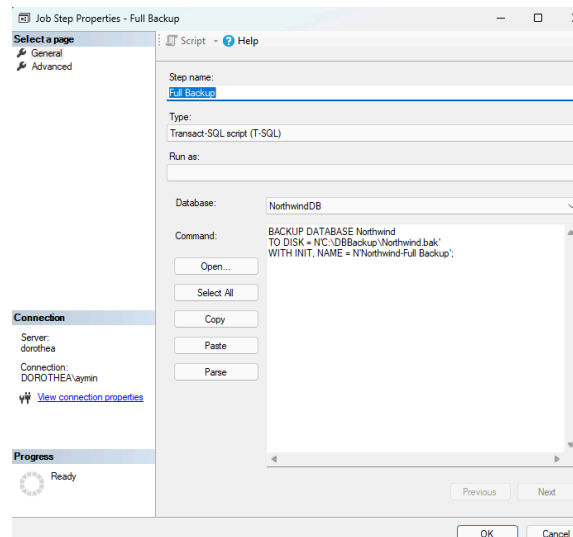 Job Step Properties - Full Backup
Select a page
General
Advanced
Script
Help
Step name:
Full Backup
Type:
Transact-SQL script (T-SQL)
Run as:
Database:
NorthwindDB
Command:
BACKUP DATABASE Northwind
TO DISK = N'C:\DBBackup\Northwind.bak'
WITH INIT, NAME = N'Northwind-Full Backup';
Open...
Select All
Copy
Paste
Parse
Connection
Server:
dorothea
Connection:
DOROTHEA\aymin
View connection properties
Progress
Ready
Previous
Next
OK
Cancel